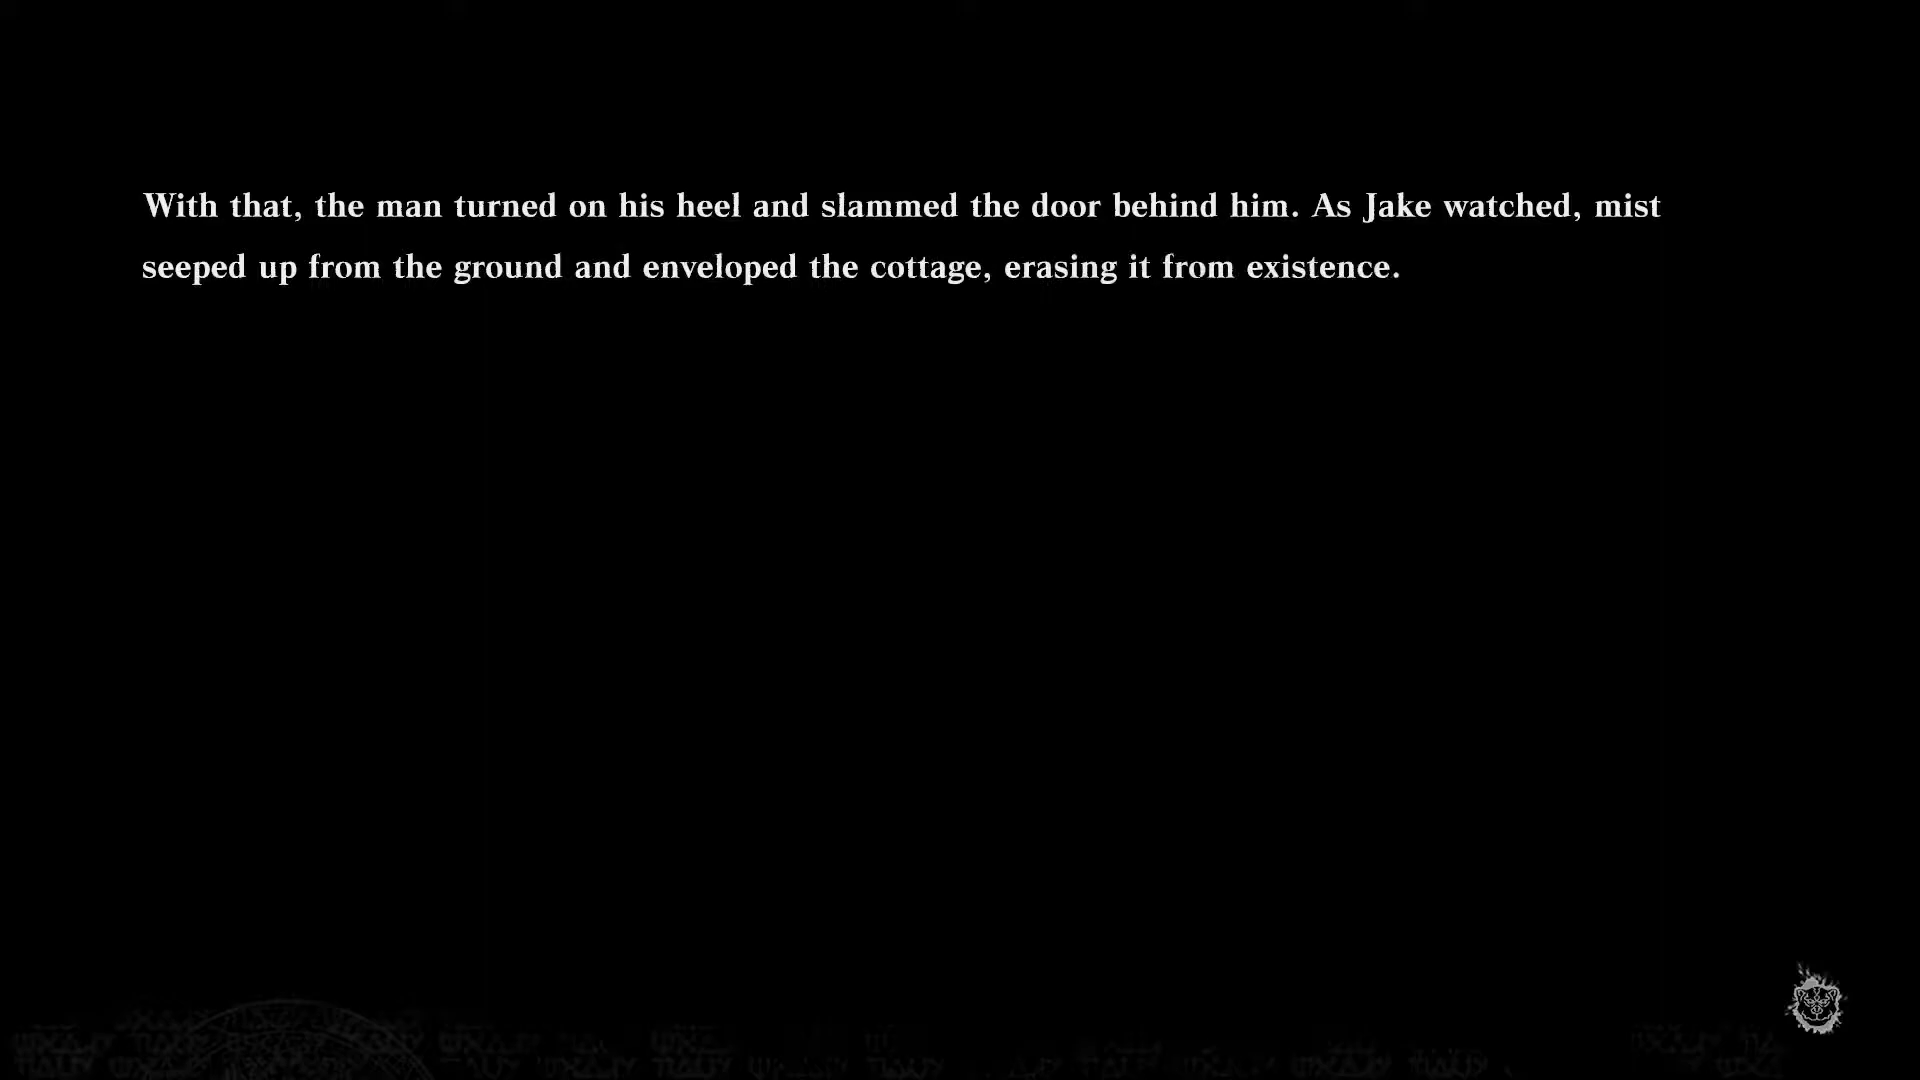 With that, the man turned on his heel and slammed the door behind him. As Jake watched, mist
seeped up from the ground and enveloped the cottage, erasing it from existence.